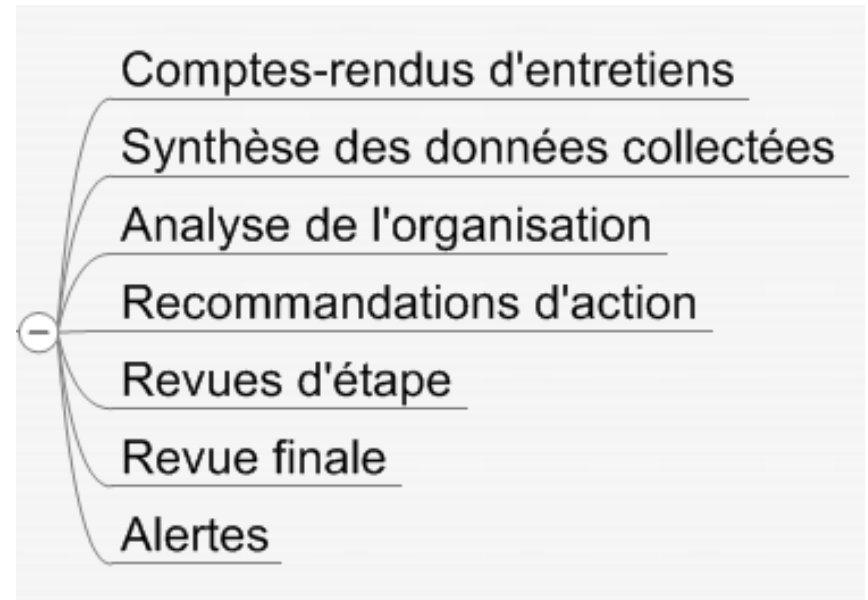 Comptes-rendus d'entretiens
Synthèse des données collectées
Analyse de l'organisation
Recommandations d'action
Revues d'étape
Revue finale
Alertes